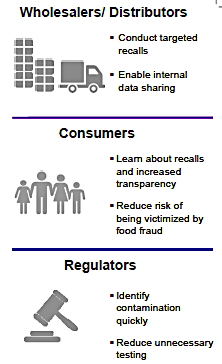 Wholesalers/ Distributors
▪ Conduct targeted
recalls
▪ Enable internal
data sharing
Consumers
▪ Learn about recalls
and increased
transparency
▪ Reduce risk of
being victimized by
food fraud
Regulators
▪ Identify
contamination
quickly
▪ Reduce unnecessary
testing